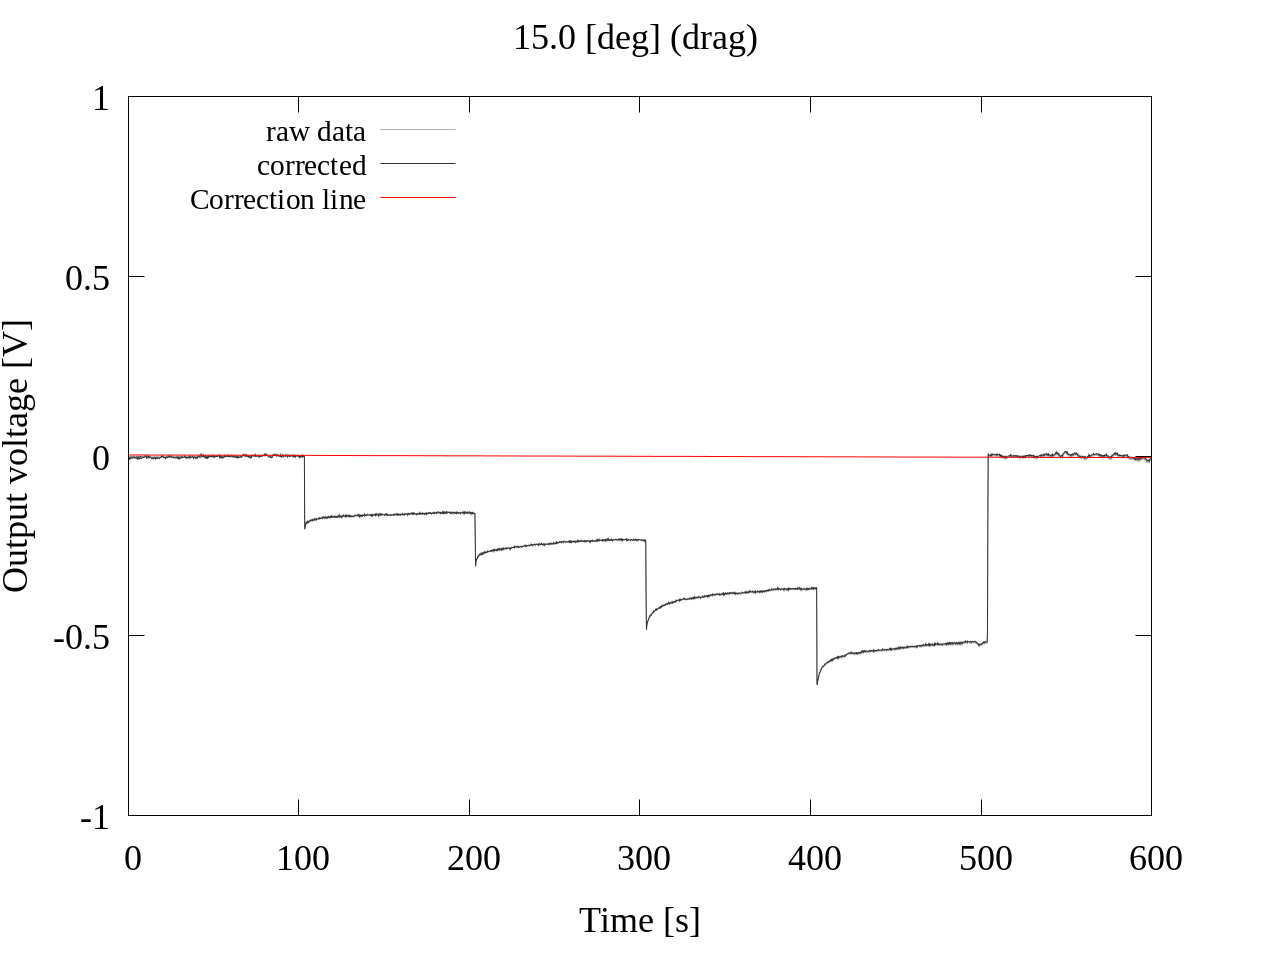 15.0 [deg] (drag)
1
0.5
0
-0.5
-1
Output voltage [V]
raw data
corrected
Correction line
0 100 200 300 400 500 600
Time [s]